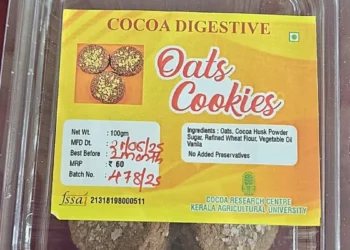 COCOA DIGESTIVE
Oats
Cookies
Net Wt. : 100gm
MFD Dt. : 21/05/25
Best Before : 3 month
MRP : ₹ 60
Batch No. : 478/25
Ingredients : Oats, Cocoa Husk Powder
Sugar, Refined Wheat Flour, Vegetable Oil
Vanila
No Added Preservatives
fssai 21318198000511
COCOA RESEARCH CENTRE
KERALA AGRICULTURAL UNIVERSITY